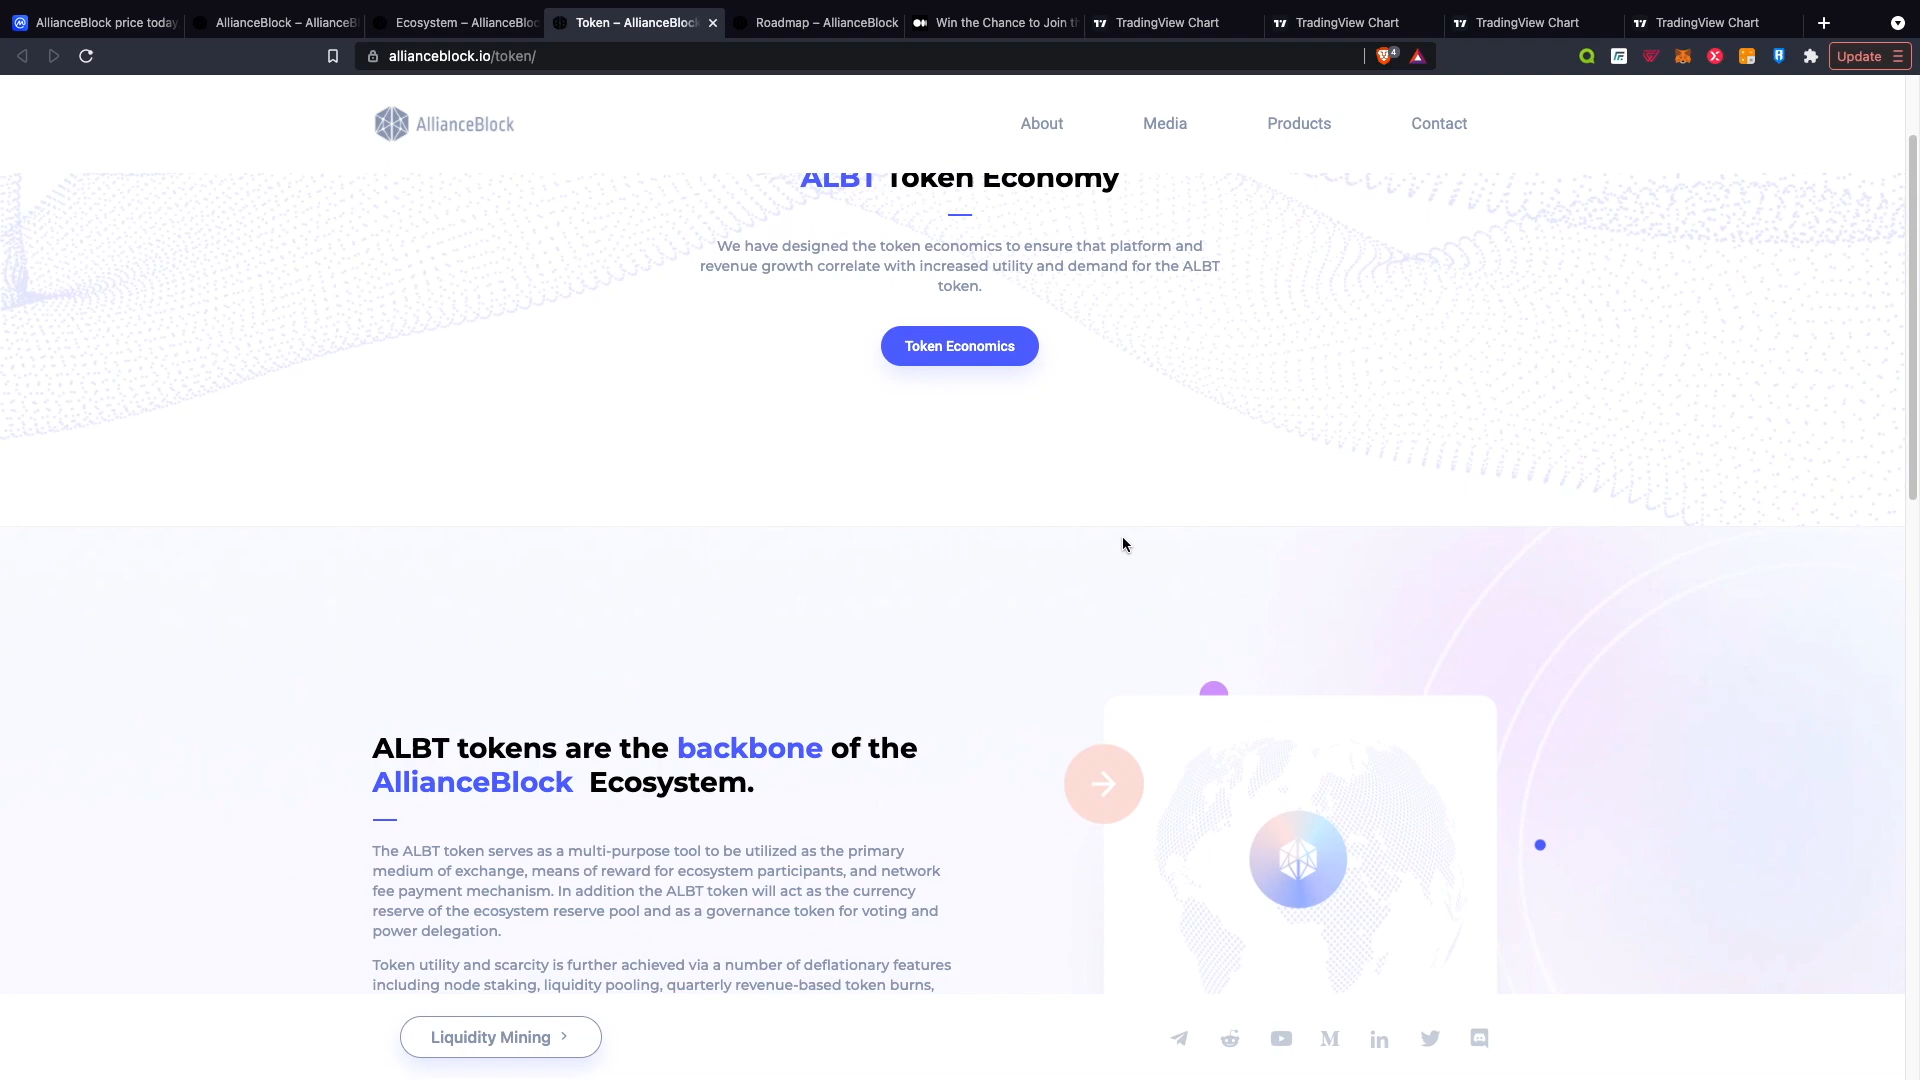 AllianceBlock price today
AllianceBlock – AllianceB
Ecosystem – AllianceBloc
Token – AllianceBlock
Roadmap – AllianceBlock
Win the Chance to Join t
TradingView Chart
TradingView Chart
TradingView Chart
TradingView Chart
allianceblock.io/token/
4
Update
AllianceBlock
About
Media
Products
Contact
ALBT Token Economy
We have designed the token economics to ensure that platform and
revenue growth correlate with increased utility and demand for the ALBT
token.
Token Economics
ALBT tokens are the backbone of the
AllianceBlock Ecosystem.
The ALBT token serves as a multi-purpose tool to be utilized as the primary
medium of exchange, means of reward for ecosystem participants, and network
fee payment mechanism. In addition the ALBT token will act as the currency
reserve of the ecosystem reserve pool and as a governance token for voting and
power delegation.
Token utility and scarcity is further achieved via a number of deflationary features
including node staking, liquidity pooling, quarterly revenue-based token burns,
Liquidity Mining